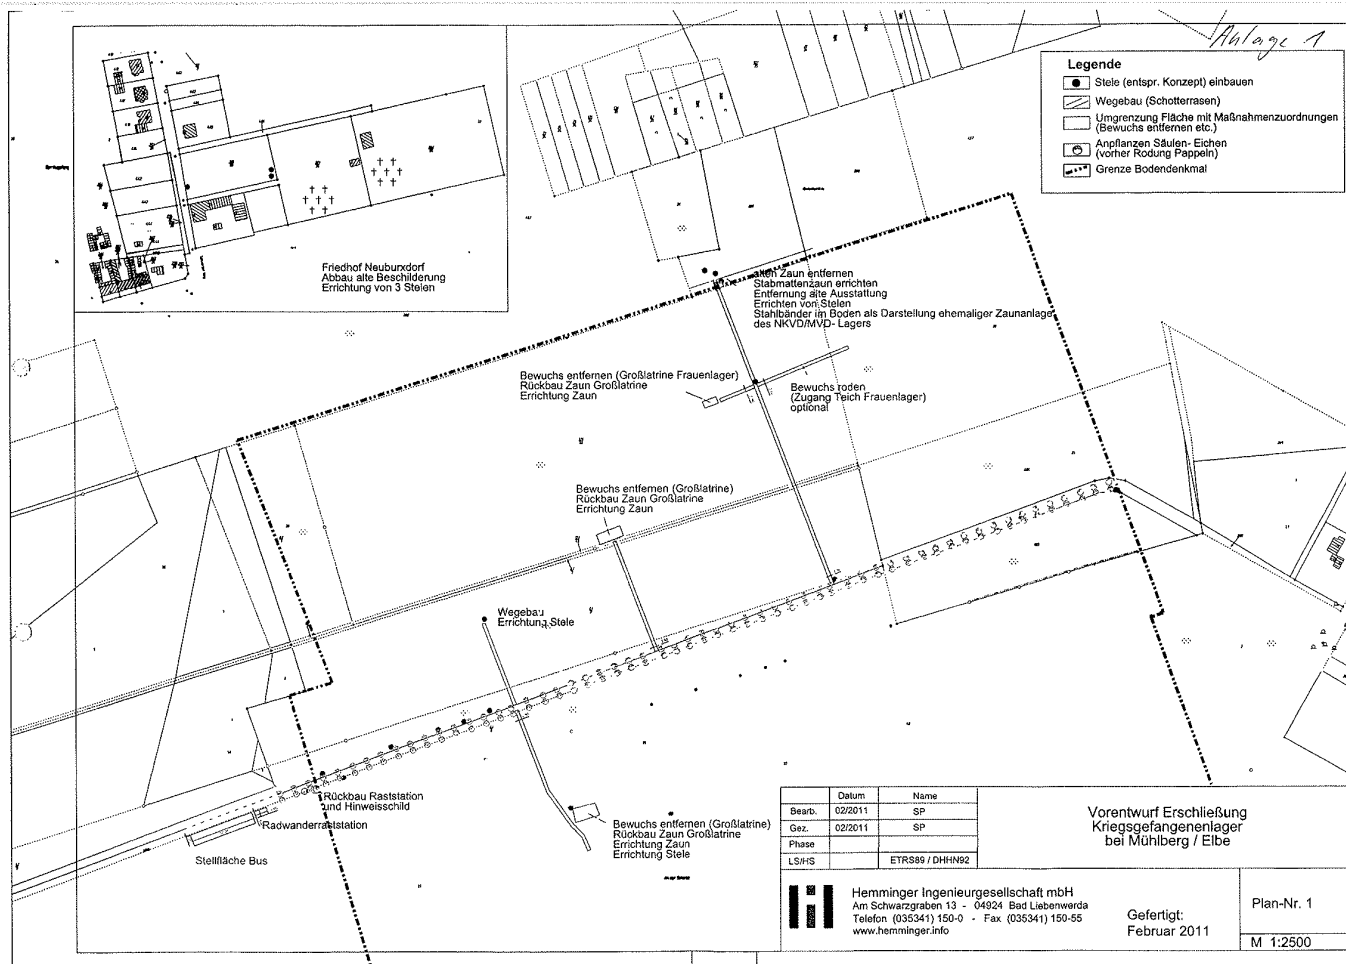 Anlage 1
Legende
Stele (entspr. Konzept) einbauen
Wegebau (Schotterrasen)
Umgrenzung Fläche mit Maßnahmenzuordnungen
(Bewuchs entfernen etc.)
Anpflanzen Säulen- Eichen
(vorher Rodung Pappeln)
Grenze Bodendenkmal
Friedhof Neuburxdorf
Abbau alte Beschilderung
Errichtung von 3 Stelen
alten Zaun entfernen
Stabmattenzaun errichten
Entfernung alte Ausstattung
Errichten von Stelen
Stahlbänder im Boden als Darstellung ehemaliger Zaunanlage
des NKVD/MVD- Lagers
Bewuchs entfernen (Großlatrine Frauenlager)
Rückbau Zaun Großlatrine
Errichtung Zaun
Bewuchs roden
(Zugang Teich Frauenlager)
optional
Bewuchs entfernen (Großlatrine)
Rückbau Zaun Großlatrine
Errichtung Zaun
Wegebau
Errichtung Stele
Rückbau Raststation
und Hinweisschild
Radwanderraststation
Stellfläche Bus
Bewuchs entfernen (Großlatrine)
Rückbau Zaun Großlatrine
Errichtung Zaun
Errichtung Stele
Datum Name
Bearb. 02/2011 SP
Gez. 02/2011 SP
Phase
LS/HS ETRS89 / DHHN92
Vorentwurf Erschließung
Kriegsgefangenenlager
bei Mühlberg / Elbe
Hemminger Ingenieurgesellschaft mbH
Am Schwarzgraben 13 - 04924 Bad Liebenwerda
Telefon (035341) 150-0 - Fax (035341) 150-55
www.hemminger.info
Gefertigt:
Februar 2011
Plan-Nr. 1
M 1:2500